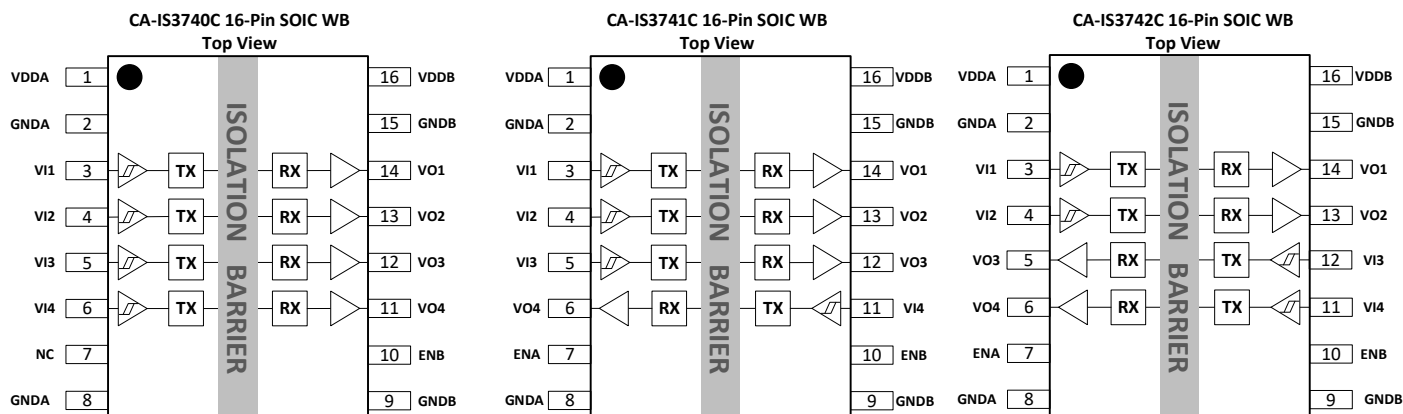 CA-IS3740C 16-Pin SOIC WB
Top View
VDDA 1 16 VDDB
GNDA 2 15 GNDB
VI1 3 TX RX 14 VO1
VI2 4 TX RX 13 VO2
VI3 5 TX RX 12 VO3
VI4 6 TX RX 11 VO4
NC 7 10 ENB
GNDA 8 9 GNDB
ISOLATION BARRIER
CA-IS3741C 16-Pin SOIC WB
Top View
VDDA 1 16 VDDB
GNDA 2 15 GNDB
VI1 3 TX RX 14 VO1
VI2 4 TX RX 13 VO2
VI3 5 TX RX 12 VO3
VO4 6 RX TX 11 VI4
ENA 7 10 ENB
GNDA 8 9 GNDB
ISOLATION BARRIER
CA-IS3742C 16-Pin SOIC WB
Top View
VDDA 1 16 VDDB
GNDA 2 15 GNDB
VI1 3 TX RX 14 VO1
VI2 4 TX RX 13 VO2
VO3 5 RX TX 12 VI3
VO4 6 RX TX 11 VI4
ENA 7 10 ENB
GNDA 8 9 GNDB
ISOLATION BARRIER